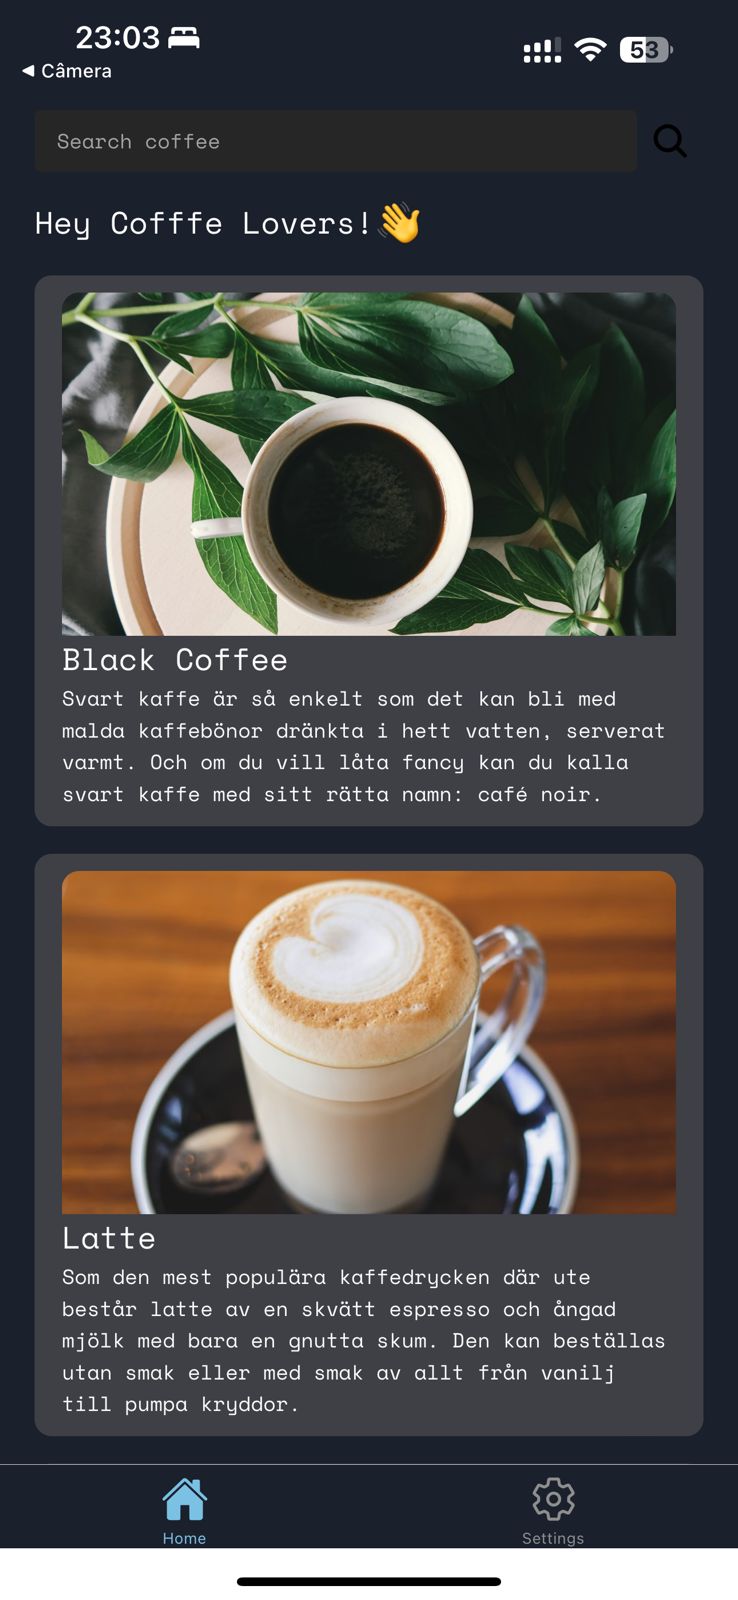 23:03
53
◀ Câmera
Search coffee
Hey Cofffe Lovers!👋
Black Coffee
Svart kaffe är så enkelt som det kan bli med
malda kaffebönor dränkta i hett vatten, serverat
varmt. Och om du vill låta fancy kan du kalla
svart kaffe med sitt rätta namn: café noir.
Latte
Som den mest populära kaffedrycken där ute
består latte av en skvätt espresso och ångad
mjölk med bara en gnutta skum. Den kan beställas
utan smak eller med smak av allt från vanilj
till pumpa kryddor.
Home
Settings